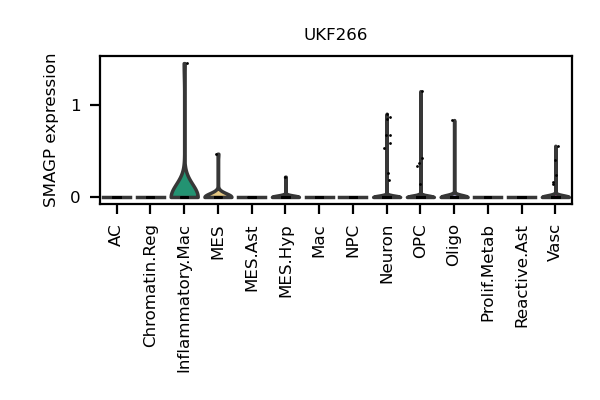 UKF266
SMAGP expression
1
0
AC
Chromatin.Reg
Inflammatory.Mac
MES
MES.Ast
MES.Hyp
Mac
NPC
Neuron
OPC
Oligo
Prolif.Metab
Reactive.Ast
Vasc